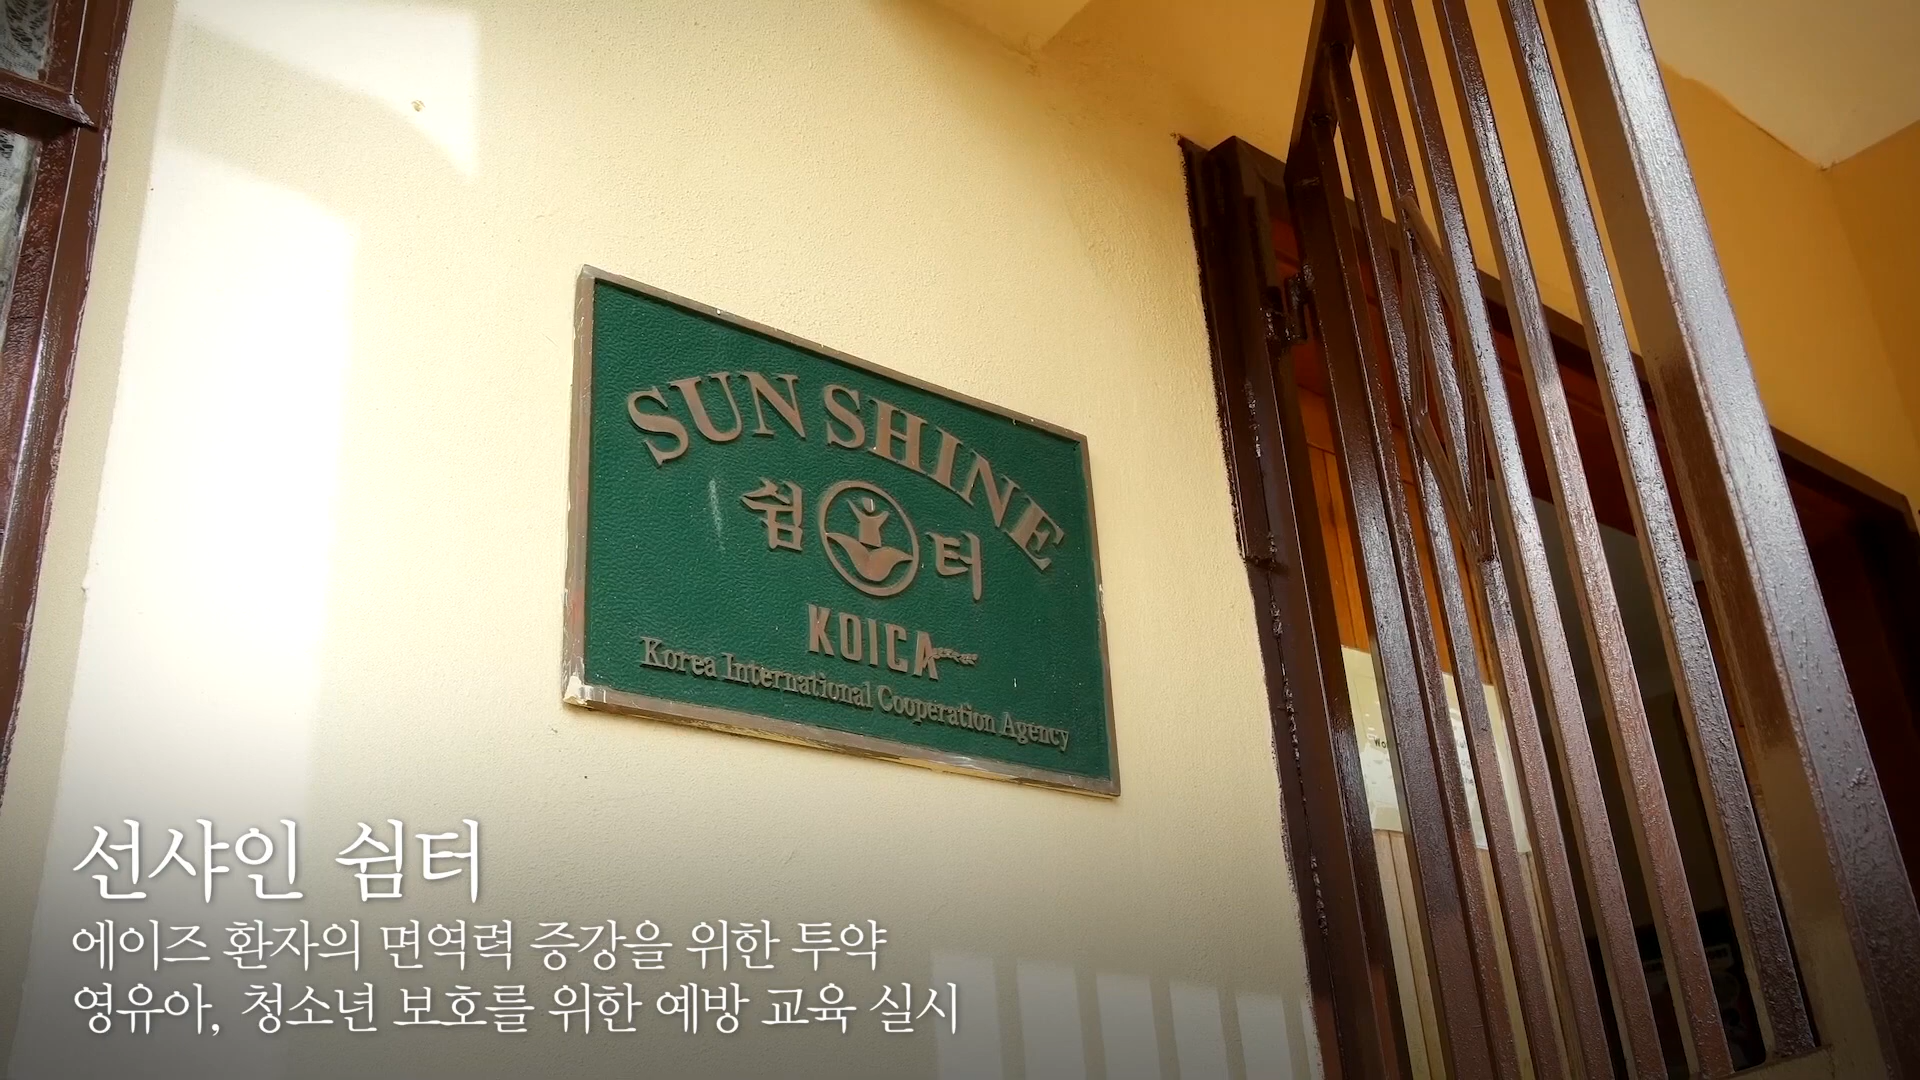 SUN SHINE
쉼터
KOICA
Korea International Cooperation Agency
선샤인 쉼터
에이즈 환자의 면역력 증강을 위한 투약
영유아, 청소년 보호를 위한 예방 교육 실시